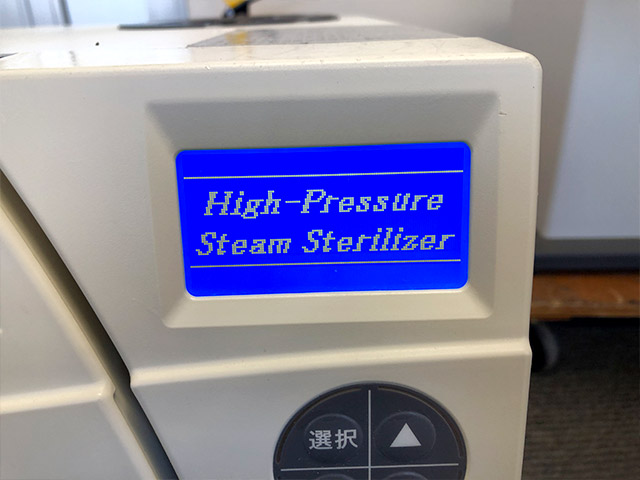 High-Pressure
Steam Sterilizer
選択